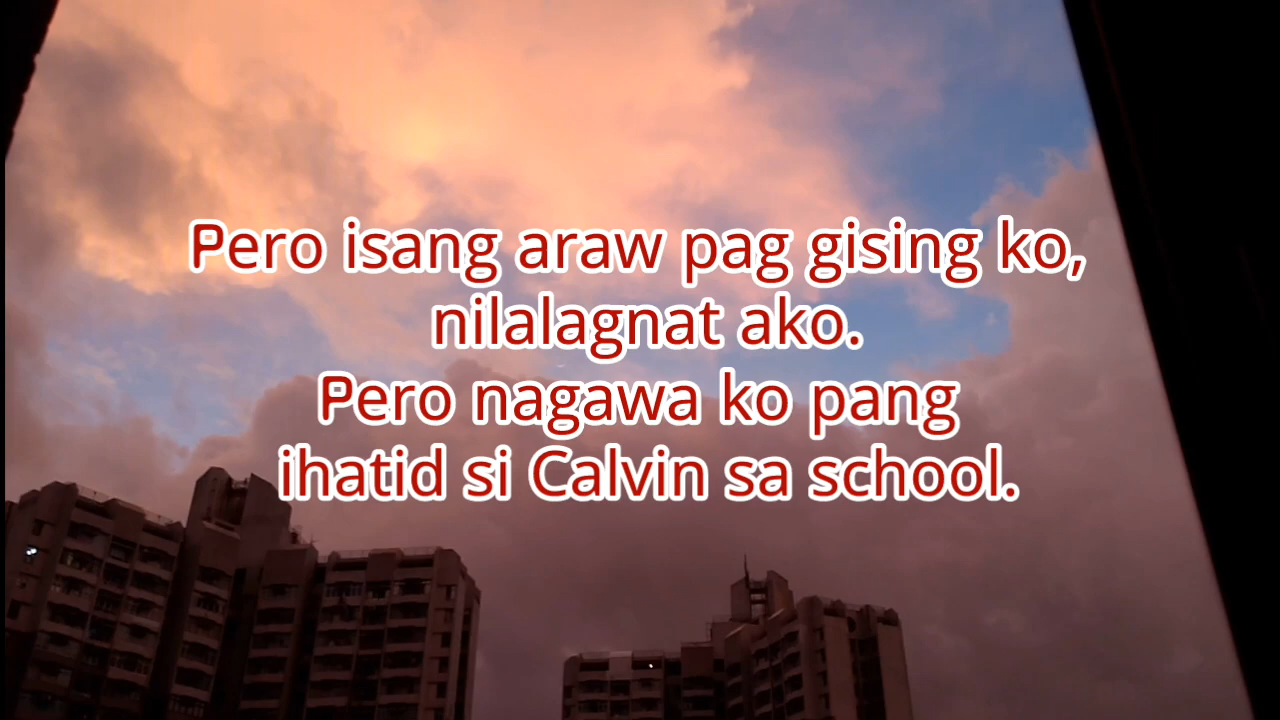 Pero isang araw pag gising ko,
nilalagnat ako.
Pero nagawa ko pang
ihatid si Calvin sa school.